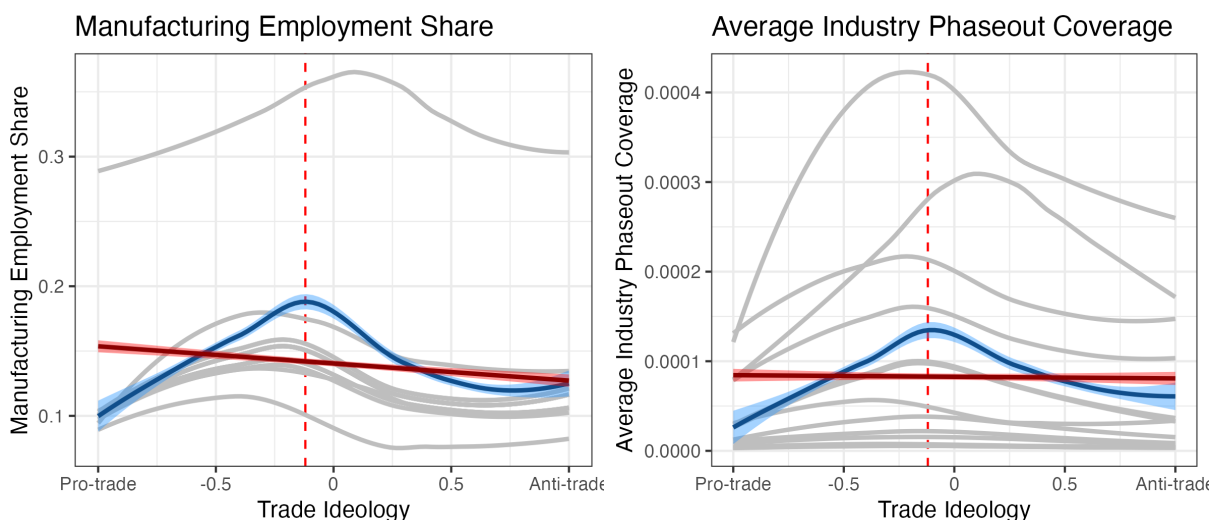 Manufacturing Employment Share
Manufacturing Employment Share
0.3
0.2
0.1
Pro-trade
-0.5
0
0.5
Anti-trade
Trade Ideology
Average Industry Phaseout Coverage
Average Industry Phaseout Coverage
0.0004
0.0003
0.0002
0.0001
0.0000
Pro-trade
-0.5
0
0.5
Anti-trade
Trade Ideology